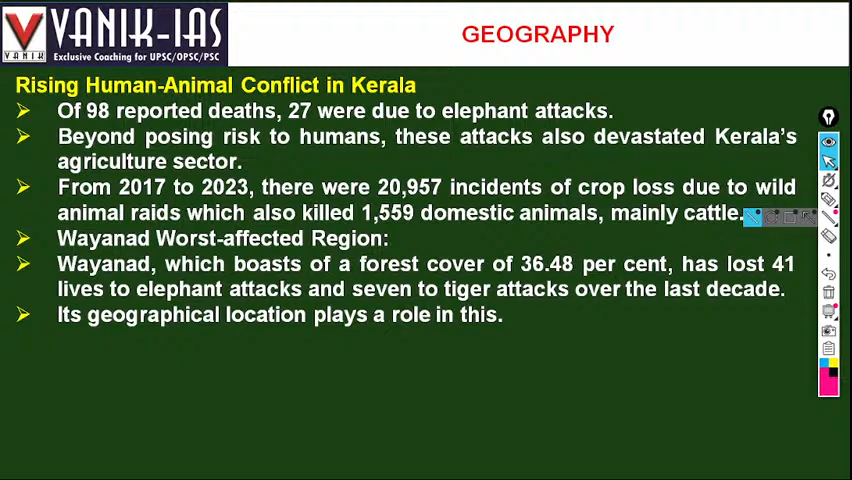 VANIK
VANIK-IAS
Exclusive Coaching for UPSC/OPSC/PSC
GEOGRAPHY
Rising Human-Animal Conflict in Kerala
Of 98 reported deaths, 27 were due to elephant attacks.
Beyond posing risk to humans, these attacks also devastated Kerala's
agriculture sector.
From 2017 to 2023, there were 20,957 incidents of crop loss due to wild
animal raids which also killed 1,559 domestic animals, mainly cattle.
Wayanad Worst-affected Region:
Wayanad, which boasts of a forest cover of 36.48 per cent, has lost 41
lives to elephant attacks and seven to tiger attacks over the last decade.
Its geographical location plays a role in this.